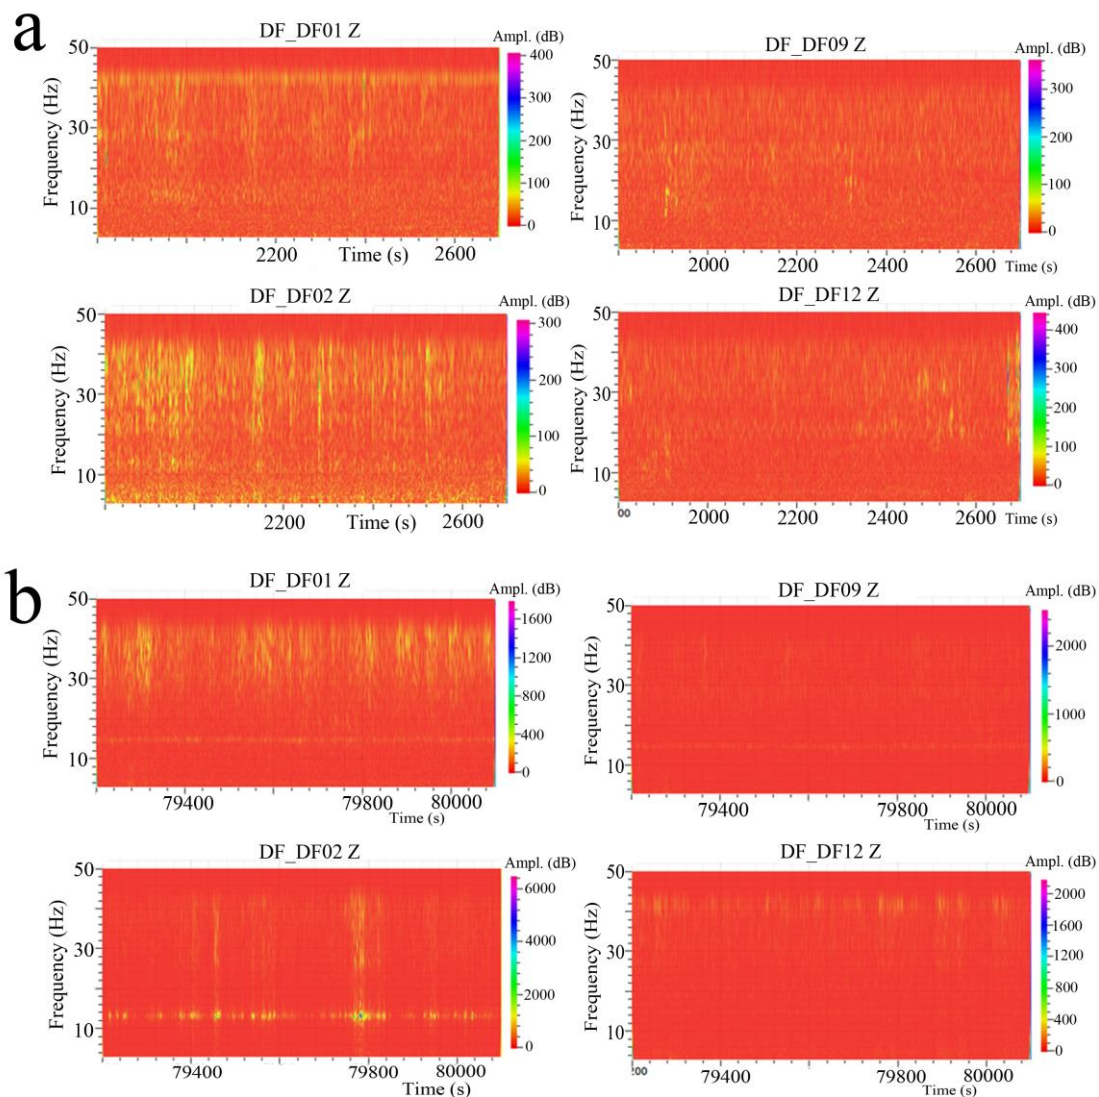 a
DF_DF01 Z
Ampl. (dB)
50
30
10
Frequency (Hz)
2200
Time (s)
2600
400
300
200
100
0
DF_DF09 Z
Ampl. (dB)
50
30
10
Frequency (Hz)
2000
2200
2400
2600
Time (s)
300
200
100
0
DF_DF02 Z
Ampl. (dB)
50
30
10
Frequency (Hz)
2200
Time (s)
2600
300
200
100
0
DF_DF12 Z
Ampl. (dB)
50
30
10
Frequency (Hz)
00
2000
2200
2400
2600
Time (s)
400
300
200
100
0
b
DF_DF01 Z
Ampl. (dB)
50
30
10
Frequency (Hz)
79400
79800
80000
Time (s)
1600
1200
800
400
0
DF_DF09 Z
Ampl. (dB)
50
30
10
Frequency (Hz)
79400
79800
80000
Time (s)
2000
1000
0
DF_DF02 Z
Ampl. (dB)
50
30
10
Frequency (Hz)
79400
79800
80000
Time (s)
6000
4000
2000
0
DF_DF12 Z
Ampl. (dB)
50
30
10
Frequency (Hz)
00
79400
79800
80000
Time (s)
2000
1600
1200
800
400
0